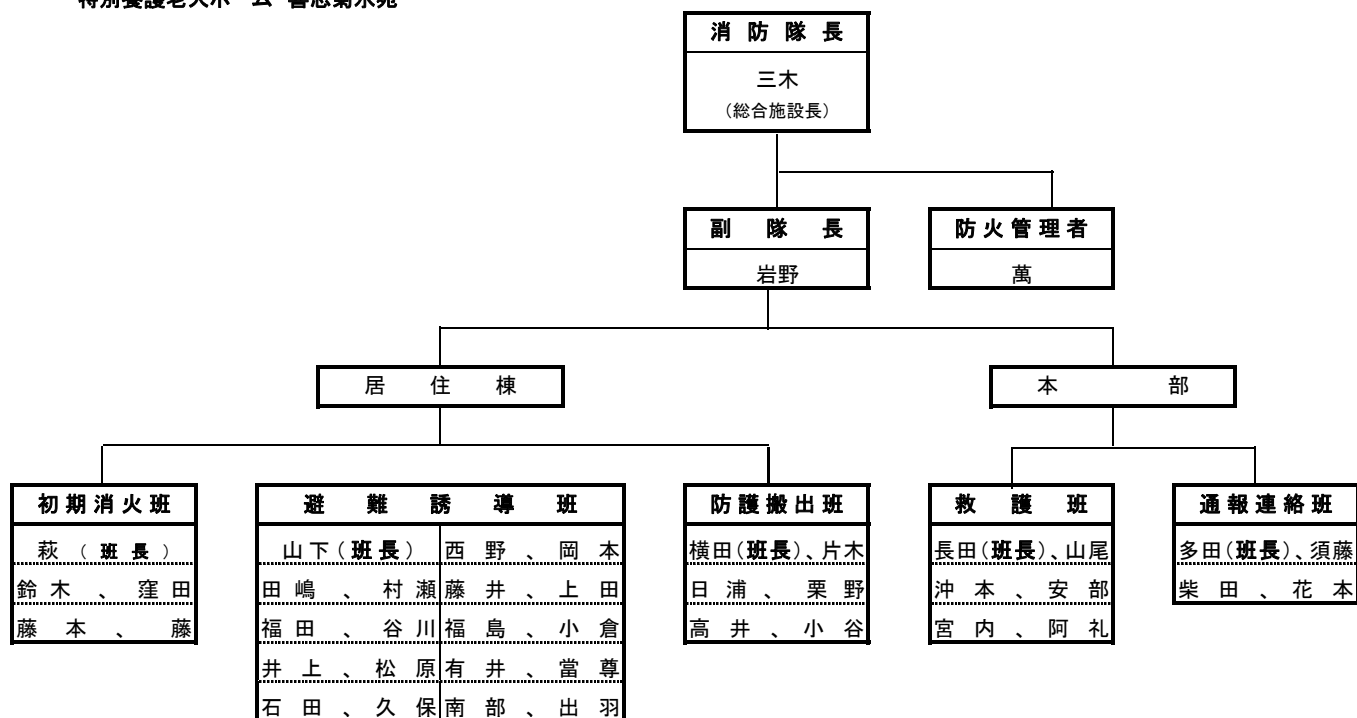 消防隊長
三木
(総合施設長)
副隊長
岩野
防火管理者
萬
居住棟
本部
初期消火班
萩（班長）
鈴木、窪田
藤本、藤
避難誘導班
山下(班長) 西野、岡本
田嶋、村瀬 藤井、上田
福田、谷川 福島、小倉
井上、松原 有井、當尊
石田、久保 南部、出羽
防護搬出班
横田(班長)、片木
日浦、栗野
高井、小谷
救護班
長田(班長)、山尾
沖本、安部
宮内、阿礼
通報連絡班
多田(班長)、須藤
柴田、花本